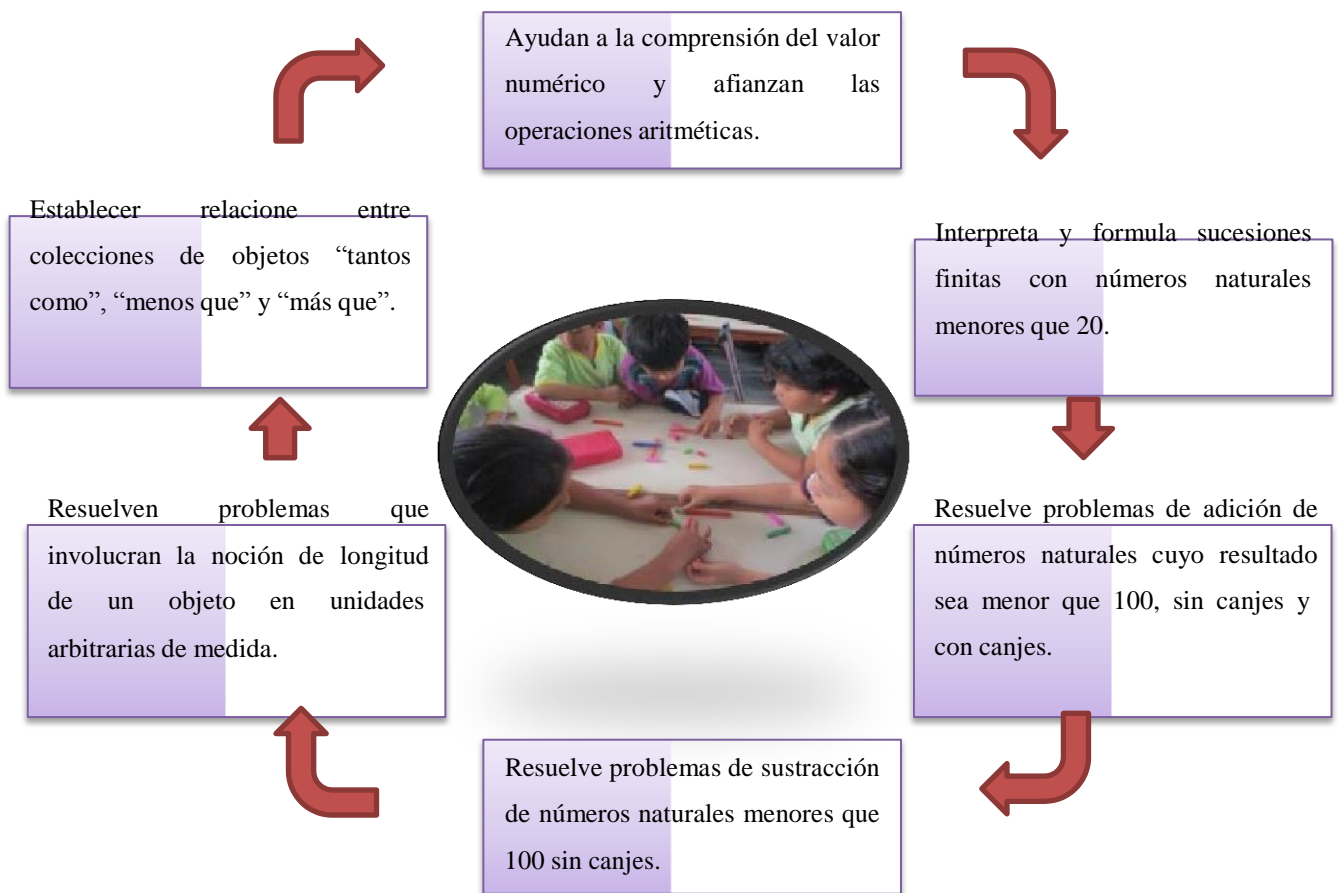 Ayudan a la comprensión del valor
numérico y afianzan las
operaciones aritméticas.
Interpreta y formula sucesiones
finitas con números naturales
menores que 20.
Resuelve problemas de adición de
números naturales cuyo resultado
sea menor que 100, sin canjes y
con canjes.
Resuelve problemas de sustracción
de números naturales menores que
100 sin canjes.
Resuelven problemas que
involucran la noción de longitud
de un objeto en unidades
arbitrarias de medida.
Establecer relacione entre
colecciones de objetos “tantos
como”, “menos que” y “más que”.